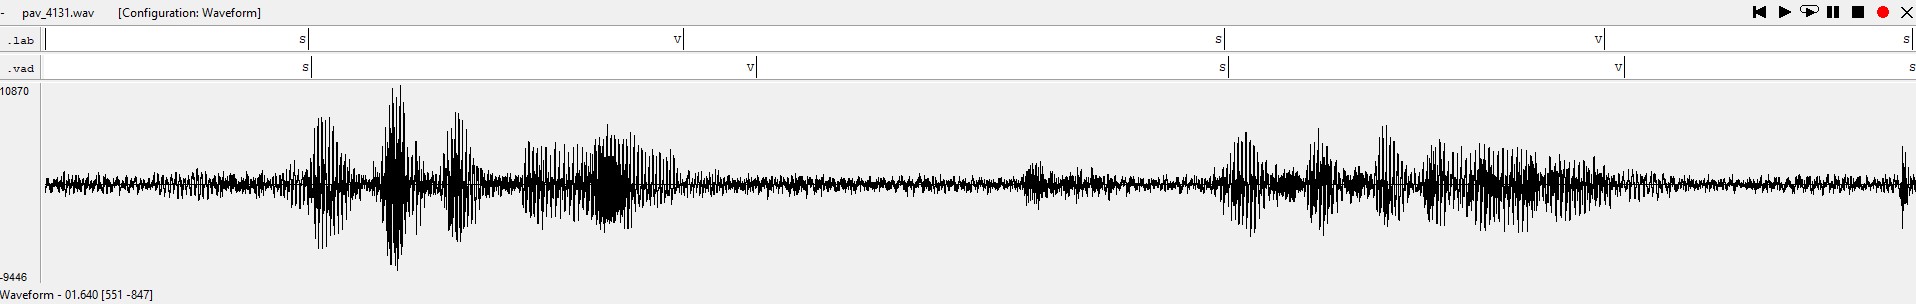 - pav_4131.wav [Configuration: Waveform]
.lab S V S V S
.vad S V S V S
10870
-9446
Waveform - 01.640 [551 -847]